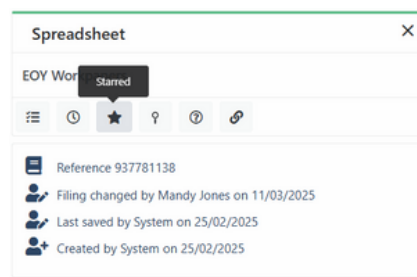 Spreadsheet
EOY Wor
Starred
Reference 937781138
Filing changed by Mandy Jones on 11/03/2025
Last saved by System on 25/02/2025
Created by System on 25/02/2025